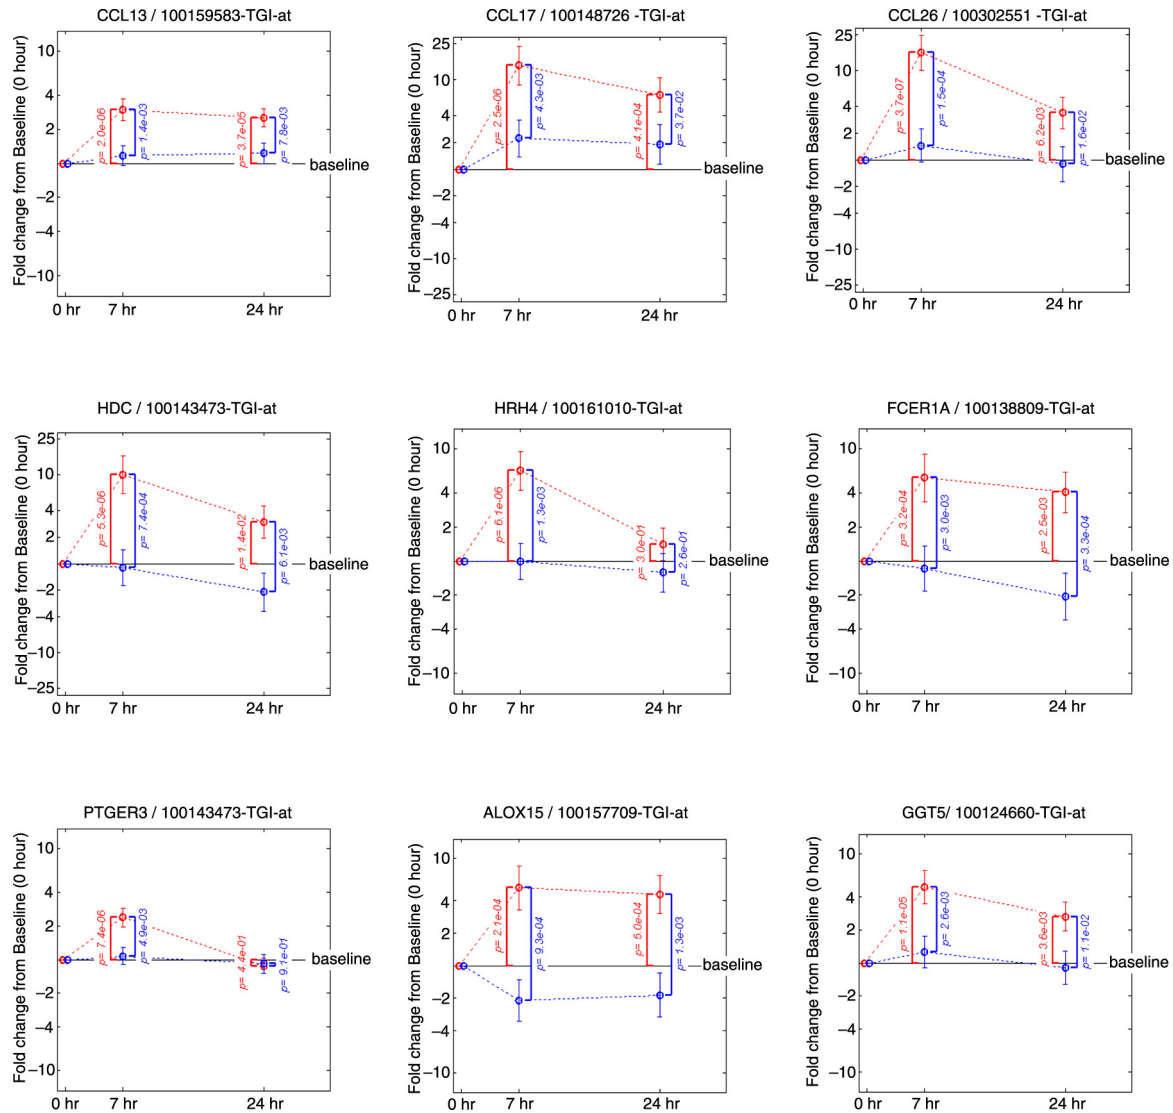 CCL13 / 100159583-TGI-at
Fold change from Baseline (0 hour)
10
4
2
−2
−4
−10
p= 2.0e-06
p= 1.4e-03
p= 3.7e-05
p= 7.8e-03
baseline
0 hr
7 hr
24 hr
CCL17 / 100148726 -TGI-at
Fold change from Baseline (0 hour)
25
10
4
2
−2
−4
−10
−25
p= 2.5e-06
p= 4.3e-03
p= 4.1e-04
p= 3.7e-02
baseline
0 hr
7 hr
24 hr
CCL26 / 100302551 -TGI-at
Fold change from Baseline (0 hour)
25
10
4
2
−2
−4
−10
−25
p= 3.7e-07
p= 1.5e-04
p= 6.2e-03
p= 1.6e-02
baseline
0 hr
7 hr
24 hr
HDC / 100143473-TGI-at
Fold change from Baseline (0 hour)
25
10
4
2
−2
−4
−10
−25
p= 5.3e-06
p= 7.4e-04
p= 1.4e-02
p= 6.1e-03
baseline
0 hr
7 hr
24 hr
HRH4 / 100161010-TGI-at
Fold change from Baseline (0 hour)
10
4
2
−2
−4
−10
p= 6.1e-06
p= 1.3e-03
p= 3.0e-01
p= 2.6e-01
baseline
0 hr
7 hr
24 hr
FCER1A / 100138809-TGI-at
Fold change from Baseline (0 hour)
10
4
2
−2
−4
−10
p= 3.2e-04
p= 3.0e-03
p= 2.5e-03
p= 3.3e-04
baseline
0 hr
7 hr
24 hr
PTGER3 / 100143473-TGI-at
Fold change from Baseline (0 hour)
10
4
2
−2
−4
−10
p= 7.4e-06
p= 4.9e-03
p= 4.4e-01
p= 9.1e-01
baseline
0 hr
7 hr
24 hr
ALOX15 / 100157709-TGI-at
Fold change from Baseline (0 hour)
10
4
2
−2
−4
−10
p= 2.1e-04
p= 9.3e-04
p= 5.0e-04
p= 1.3e-03
baseline
0 hr
7 hr
24 hr
GGT5/ 100124660-TGI-at
Fold change from Baseline (0 hour)
10
4
2
−2
−4
−10
p= 1.1e-05
p= 2.6e-03
p= 3.6e-03
p= 1.1e-02
baseline
0 hr
7 hr
24 hr